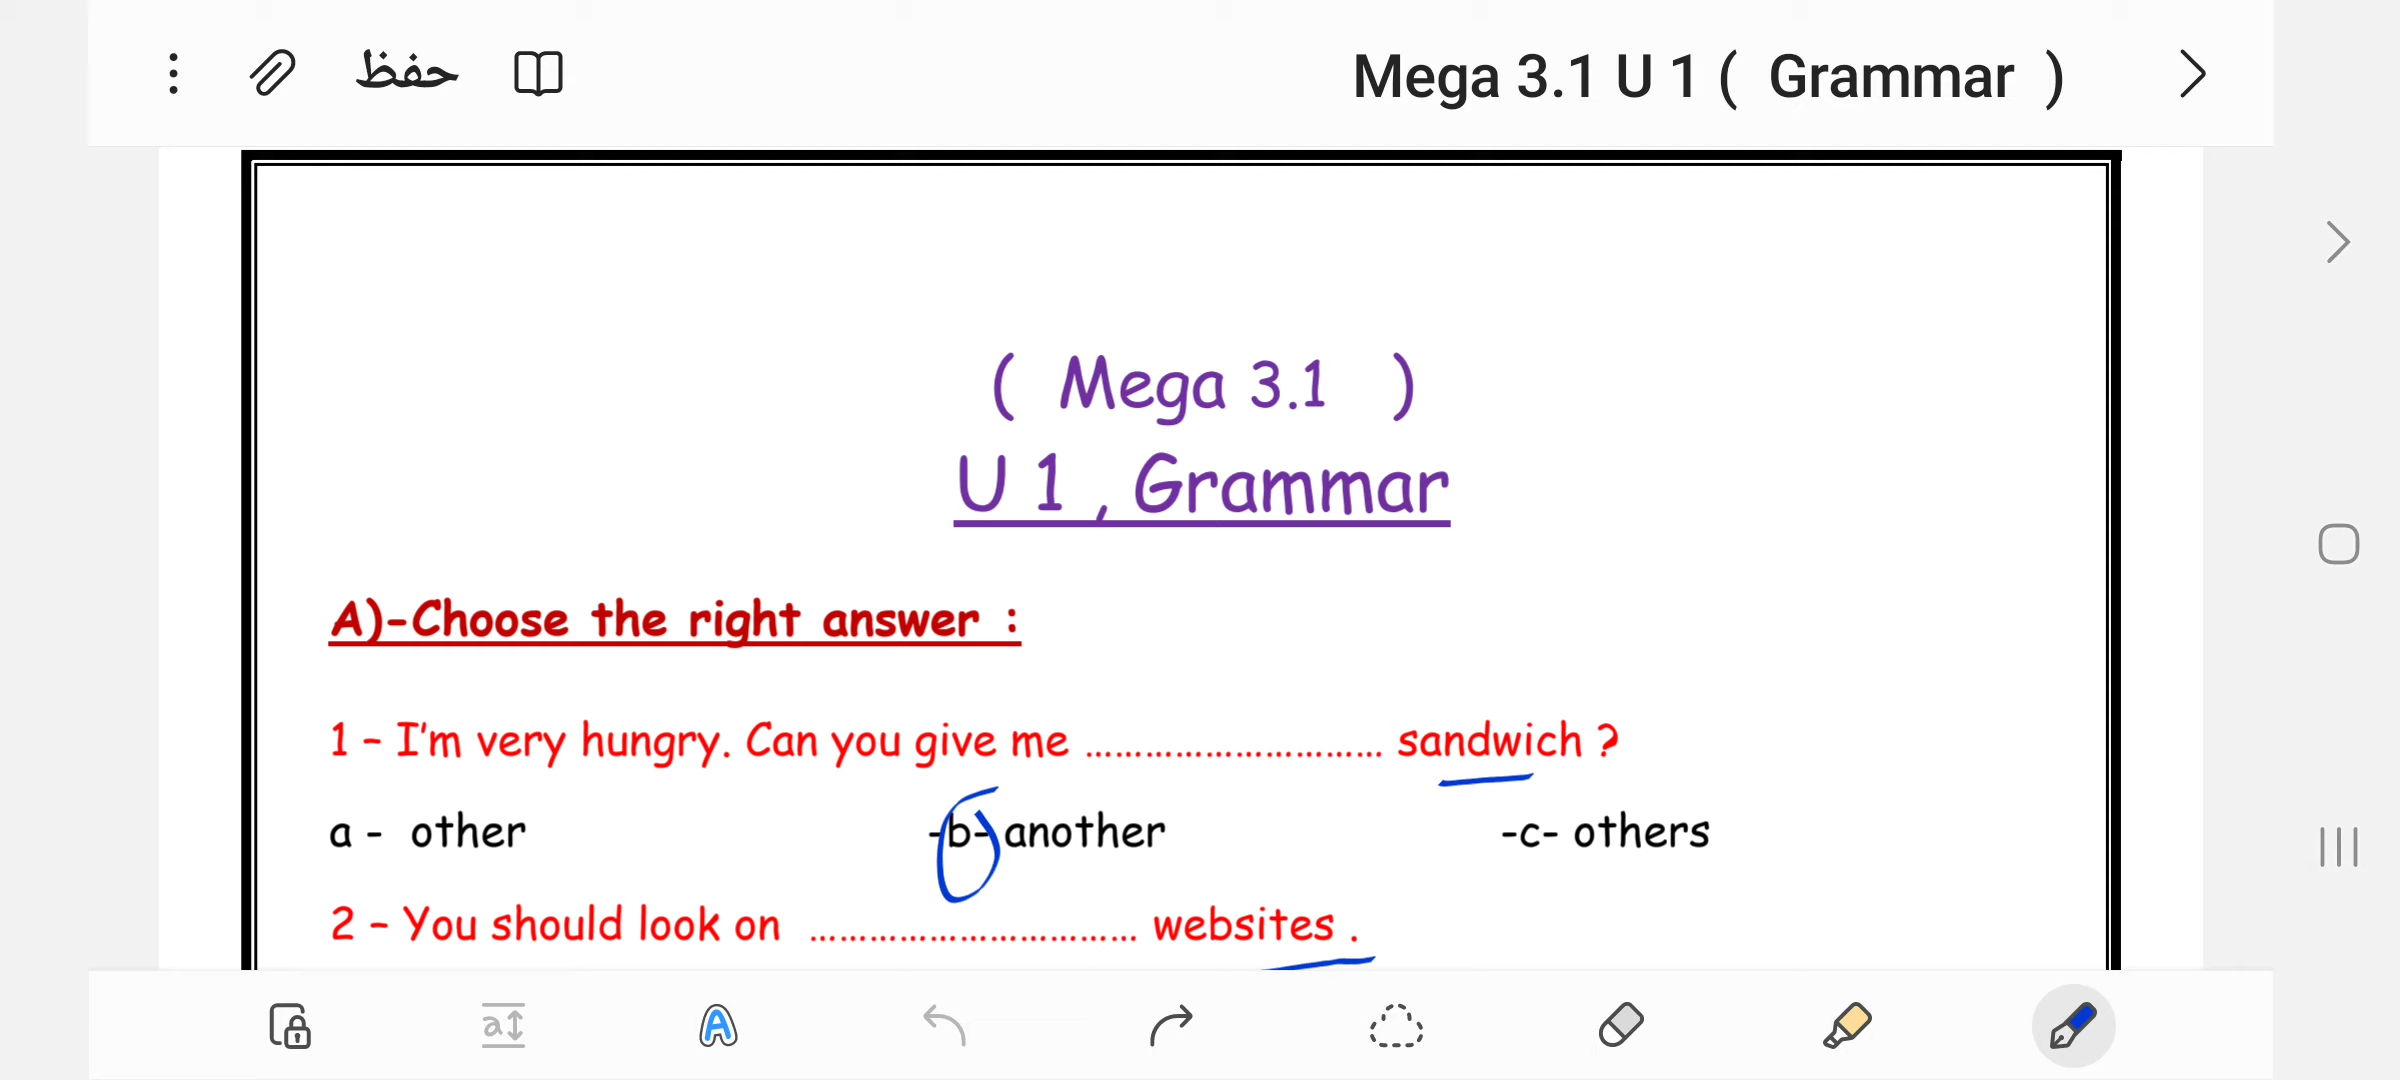 حفظ
Mega 3.1 U 1 ( Grammar )
( Mega 3.1 )
U 1 , Grammar
A)-Choose the right answer :
1 - I'm very hungry. Can you give me .............................. sandwich ?
a - other -b- another -c- others
2 - You should look on ................................. websites .